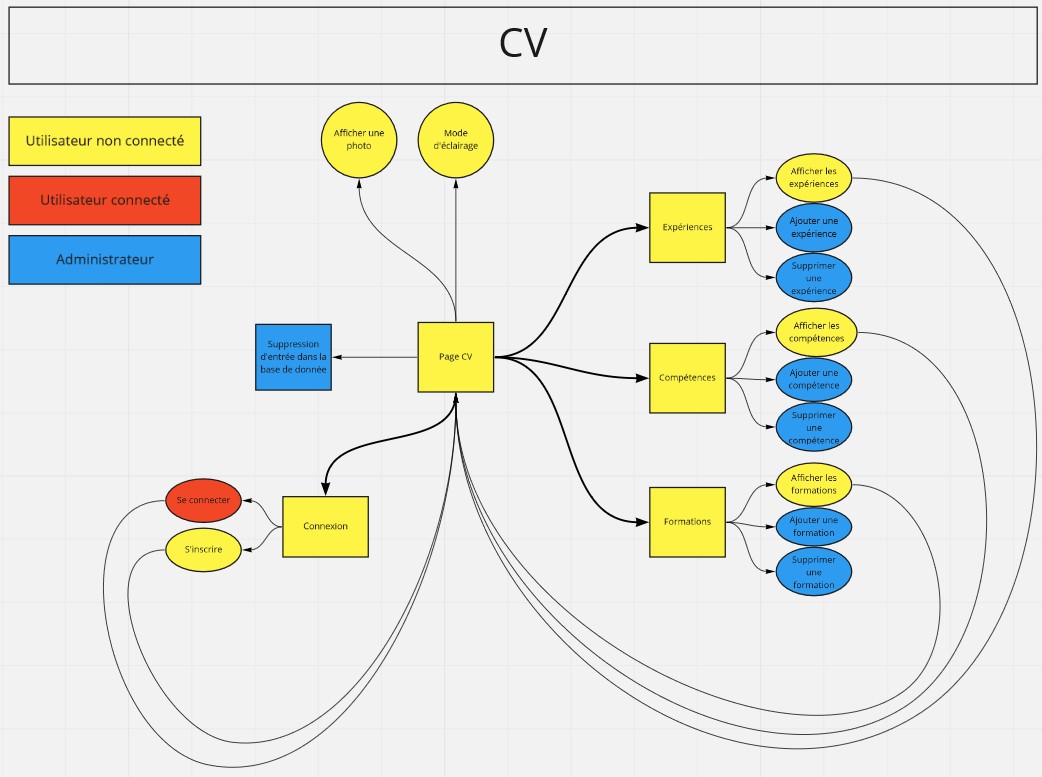 CV
Utilisateur non connecté
Utilisateur connecté
Administrateur
Afficher une
photo
Mode
d'éclairage
Suppression
d'entrée dans la
base de donnée
Page CV
Connexion
Se connecter
S'inscrire
Expériences
Afficher les
expériences
Ajouter une
expérience
Supprimer
une
expérience
Compétences
Afficher les
compétences
Ajouter une
compétence
Supprimer
une
compétence
Formations
Afficher les
formations
Ajouter une
formation
Supprimer
une
formation